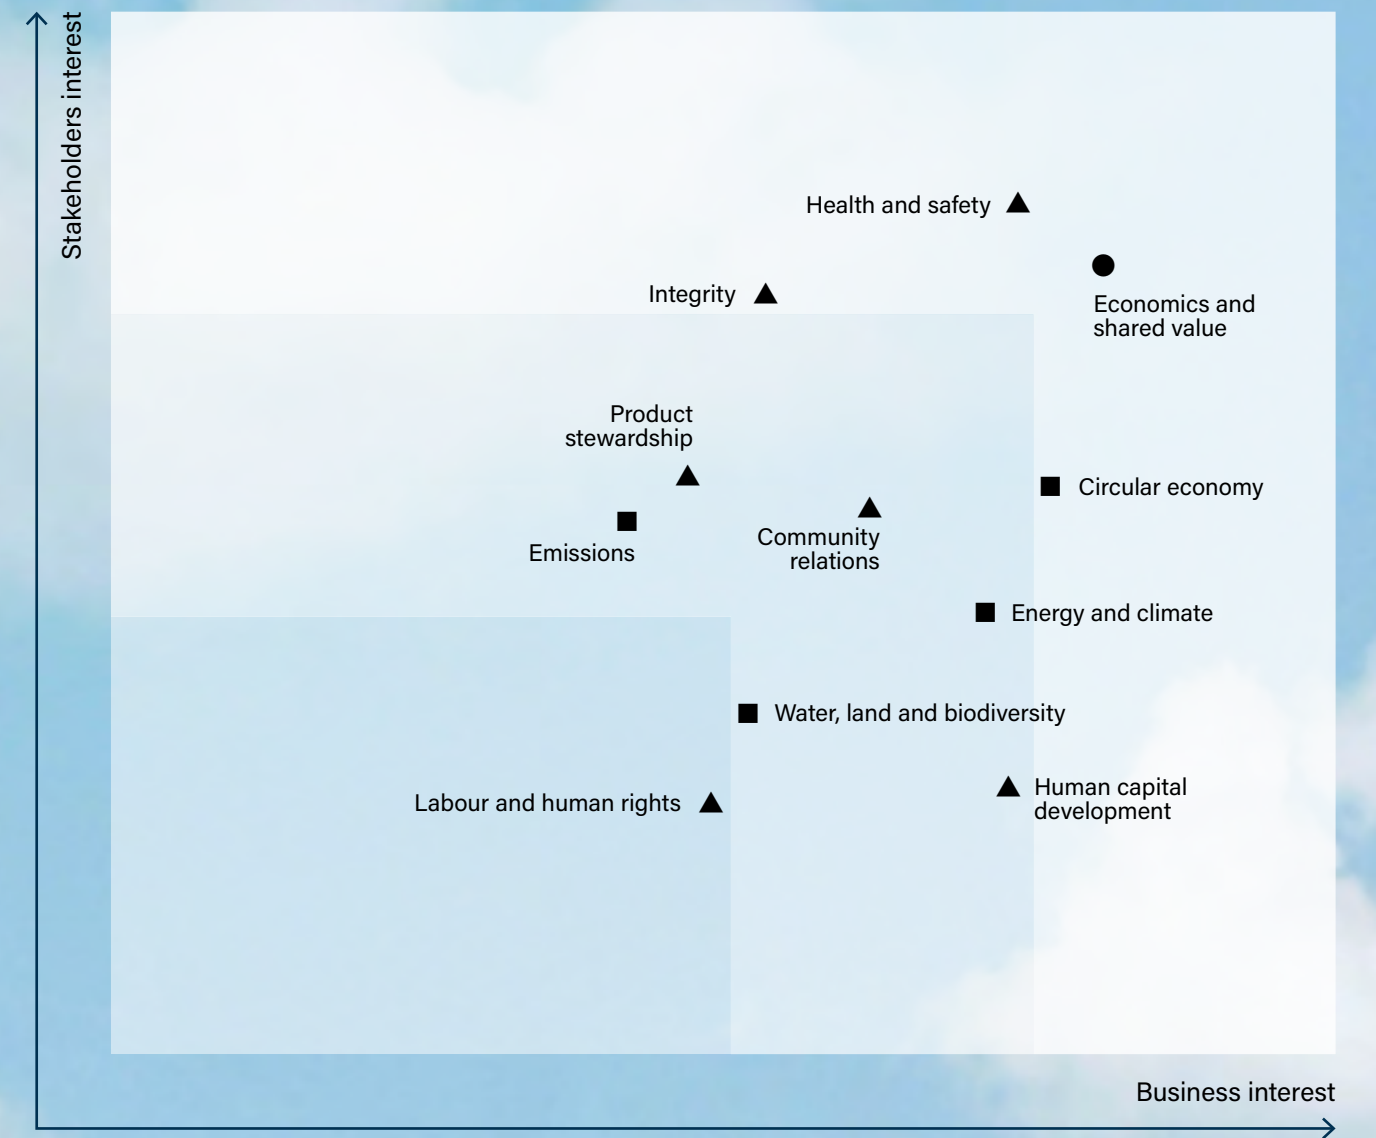 Stakeholders interest
Health and safety
Integrity
Economics and
shared value
Product
stewardship
Circular economy
Emissions
Community
relations
Energy and climate
Water, land and biodiversity
Labour and human rights
Human capital
development
Business interest